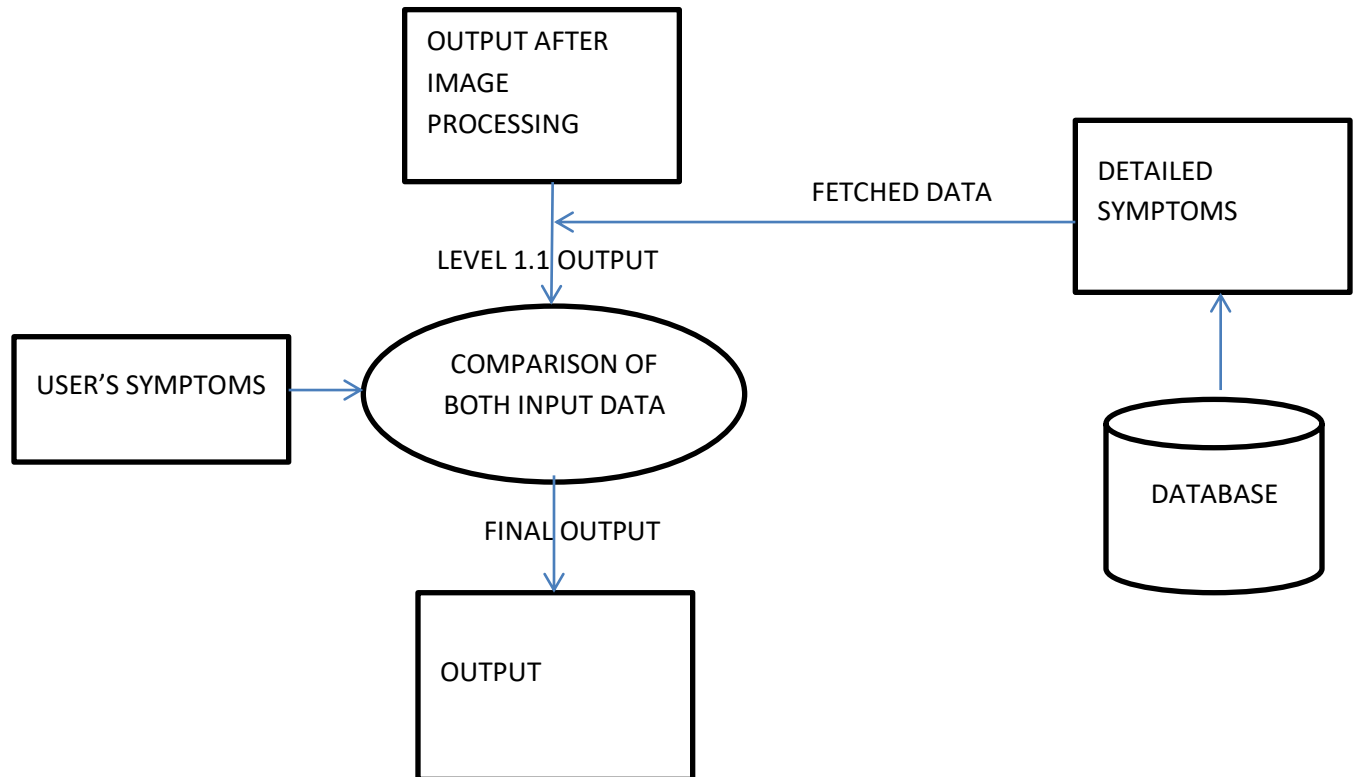 OUTPUT AFTER
IMAGE
PROCESSING
DETAILED
SYMPTOMS
FETCHED DATA
LEVEL 1.1 OUTPUT
USER’S SYMPTOMS
COMPARISON OF
BOTH INPUT DATA
DATABASE
FINAL OUTPUT
OUTPUT